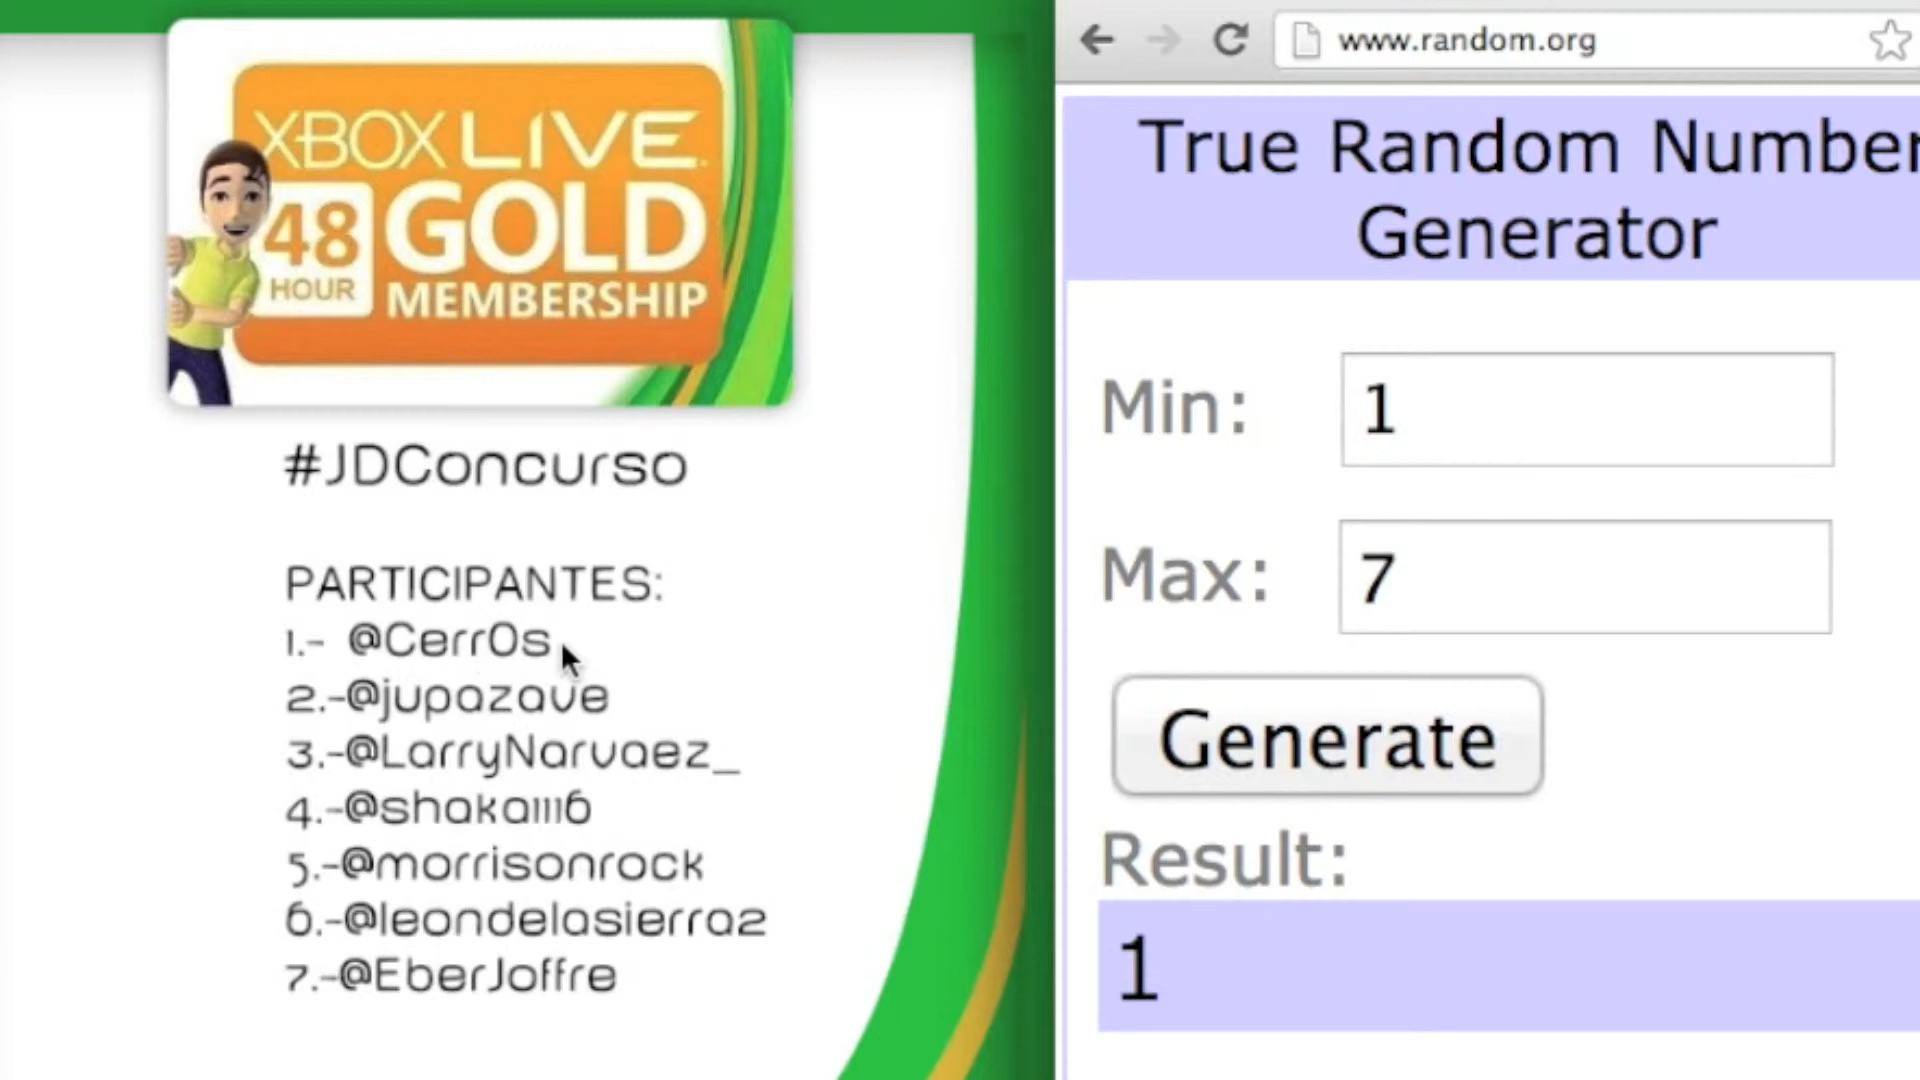 XBOX LIVE.
48 GOLD
HOUR MEMBERSHIP
#JDConcurso
PARTICIPANTES:
1.- @Cerr0s
2.-@jupazave
3.-@LarryNarvaez_
4.-@shaka1116
5.-@morrisonrock
6.-@leondelasierra2
7.-@EberJoffre
www.random.org
True Random Number
Generator
Min: 1
Max: 7
Generate
Result:
1